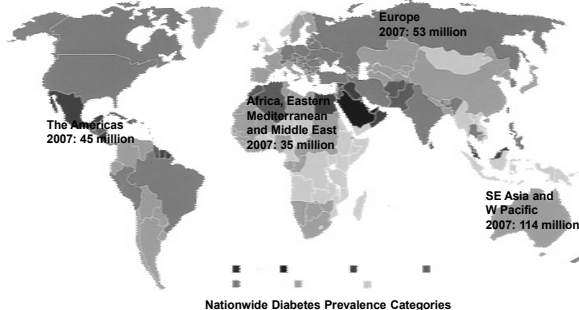 Europe
2007: 53 million
Africa, Eastern
Mediterranean
and Middle East
2007: 35 million
The Americas
2007: 45 million
SE Asia and
W Pacific
2007: 114 million
Nationwide Diabetes Prevalence Categories